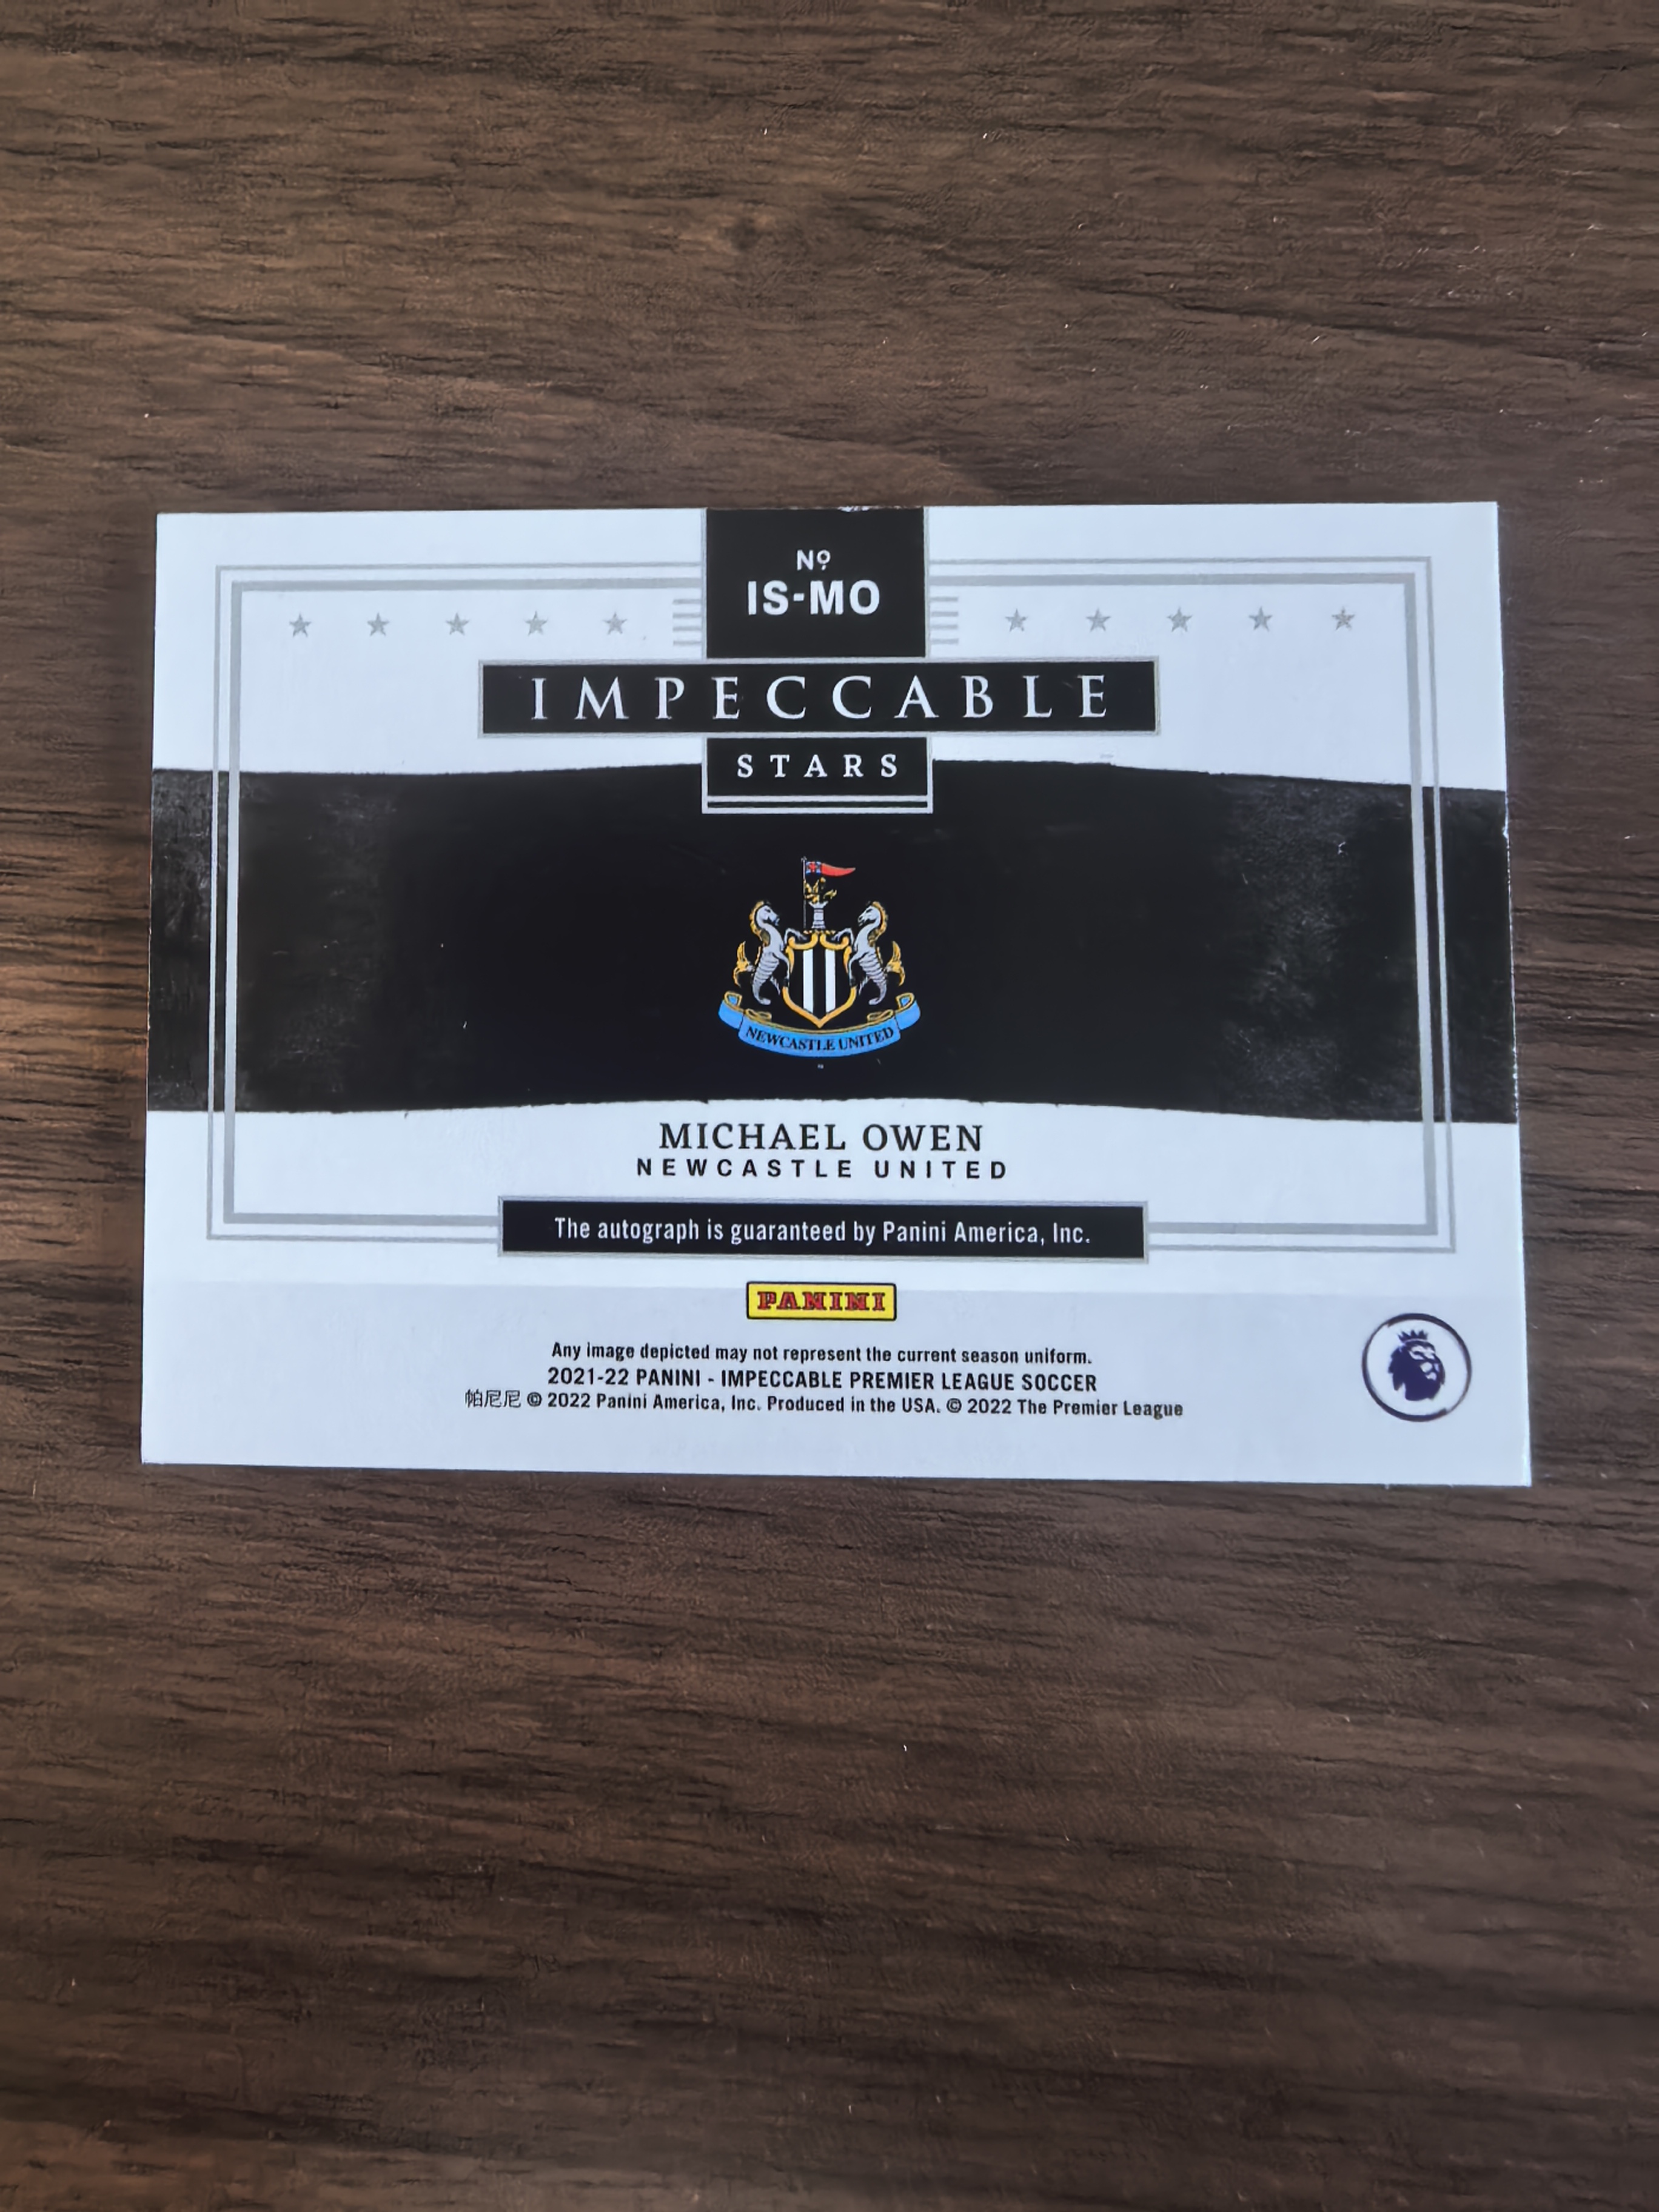 Nº
IS-MO
IMPECCABLE
STARS
NEWCASTLE UNITED
MICHAEL OWEN
NEWCASTLE UNITED
The autograph is guaranteed by Panini America, Inc.
PANINI
Any image depicted may not represent the current season uniform.
2021-22 PANINI - IMPECCABLE PREMIER LEAGUE SOCCER
帕尼尼 © 2022 Panini America, Inc. Produced in the USA. © 2022 The Premier League